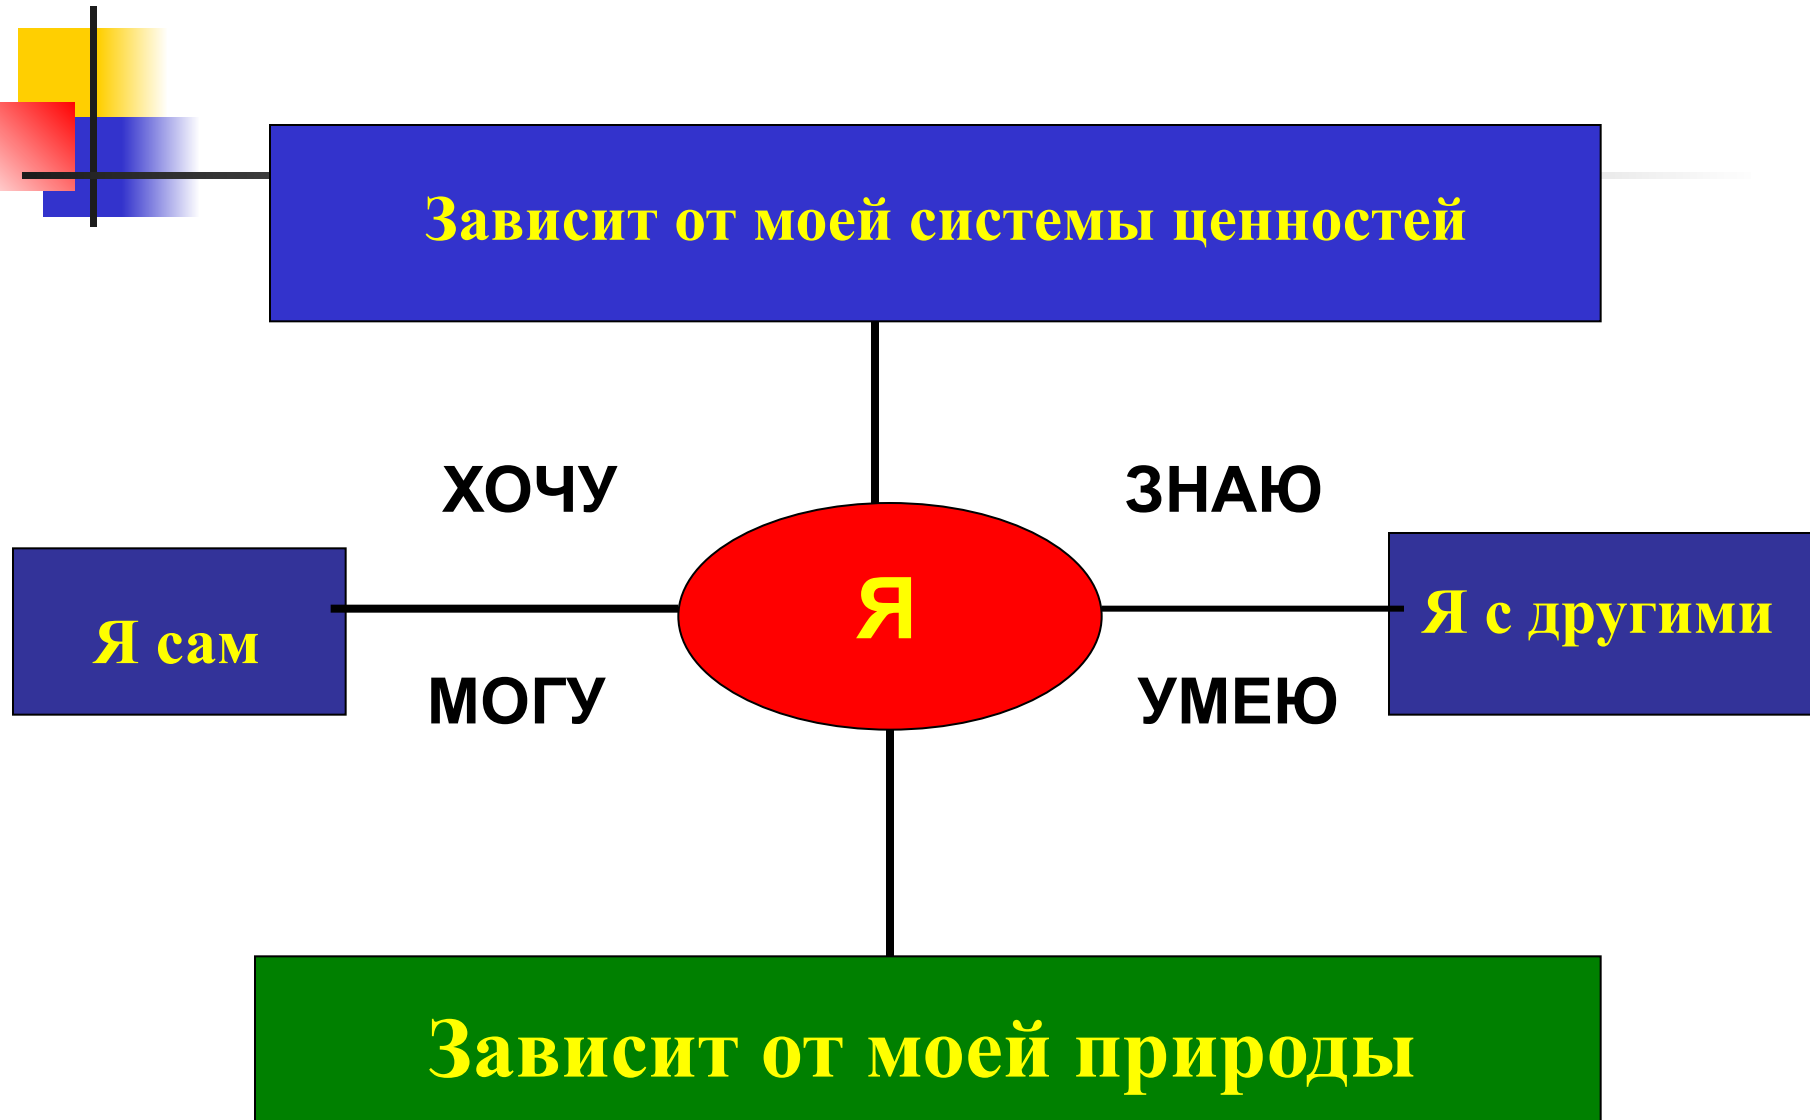 Зависит от моей системы ценностей
ХОЧУ
ЗНАЮ
Я сам
Я
Я с другими
МОГУ
УМЕЮ
Зависит от моей природы